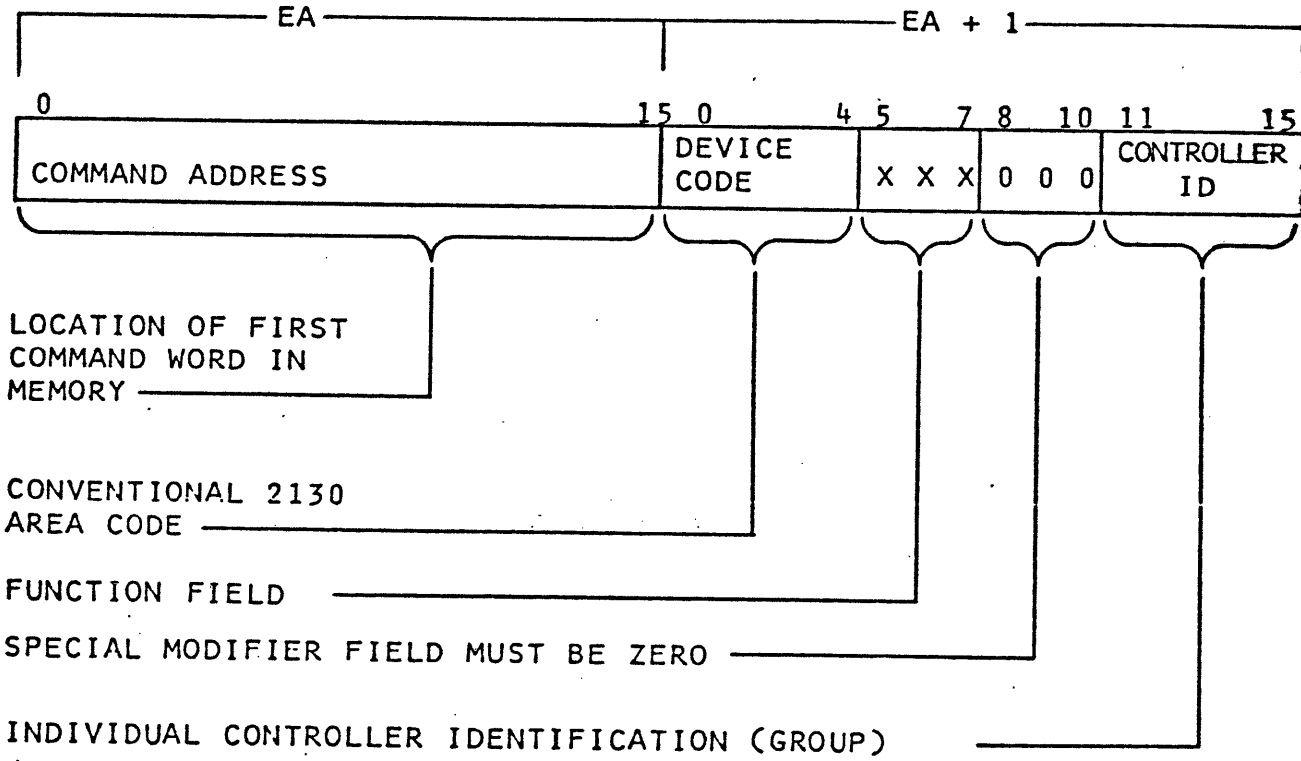 EA EA + 1
0 15 0 4 5 7 8 10 11 15
COMMAND ADDRESS
DEVICE
CODE
X X X
0 0 0
CONTROLLER
ID
LOCATION OF FIRST
COMMAND WORD IN
MEMORY
CONVENTIONAL 2130
AREA CODE
FUNCTION FIELD
SPECIAL MODIFIER FIELD MUST BE ZERO
INDIVIDUAL CONTROLLER IDENTIFICATION (GROUP)